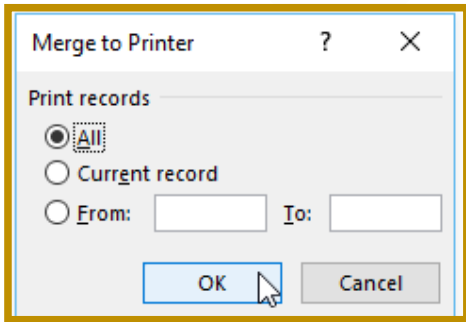 Merge to Printer ? ×
Print records
All
Current record
From: To:
OK Cancel